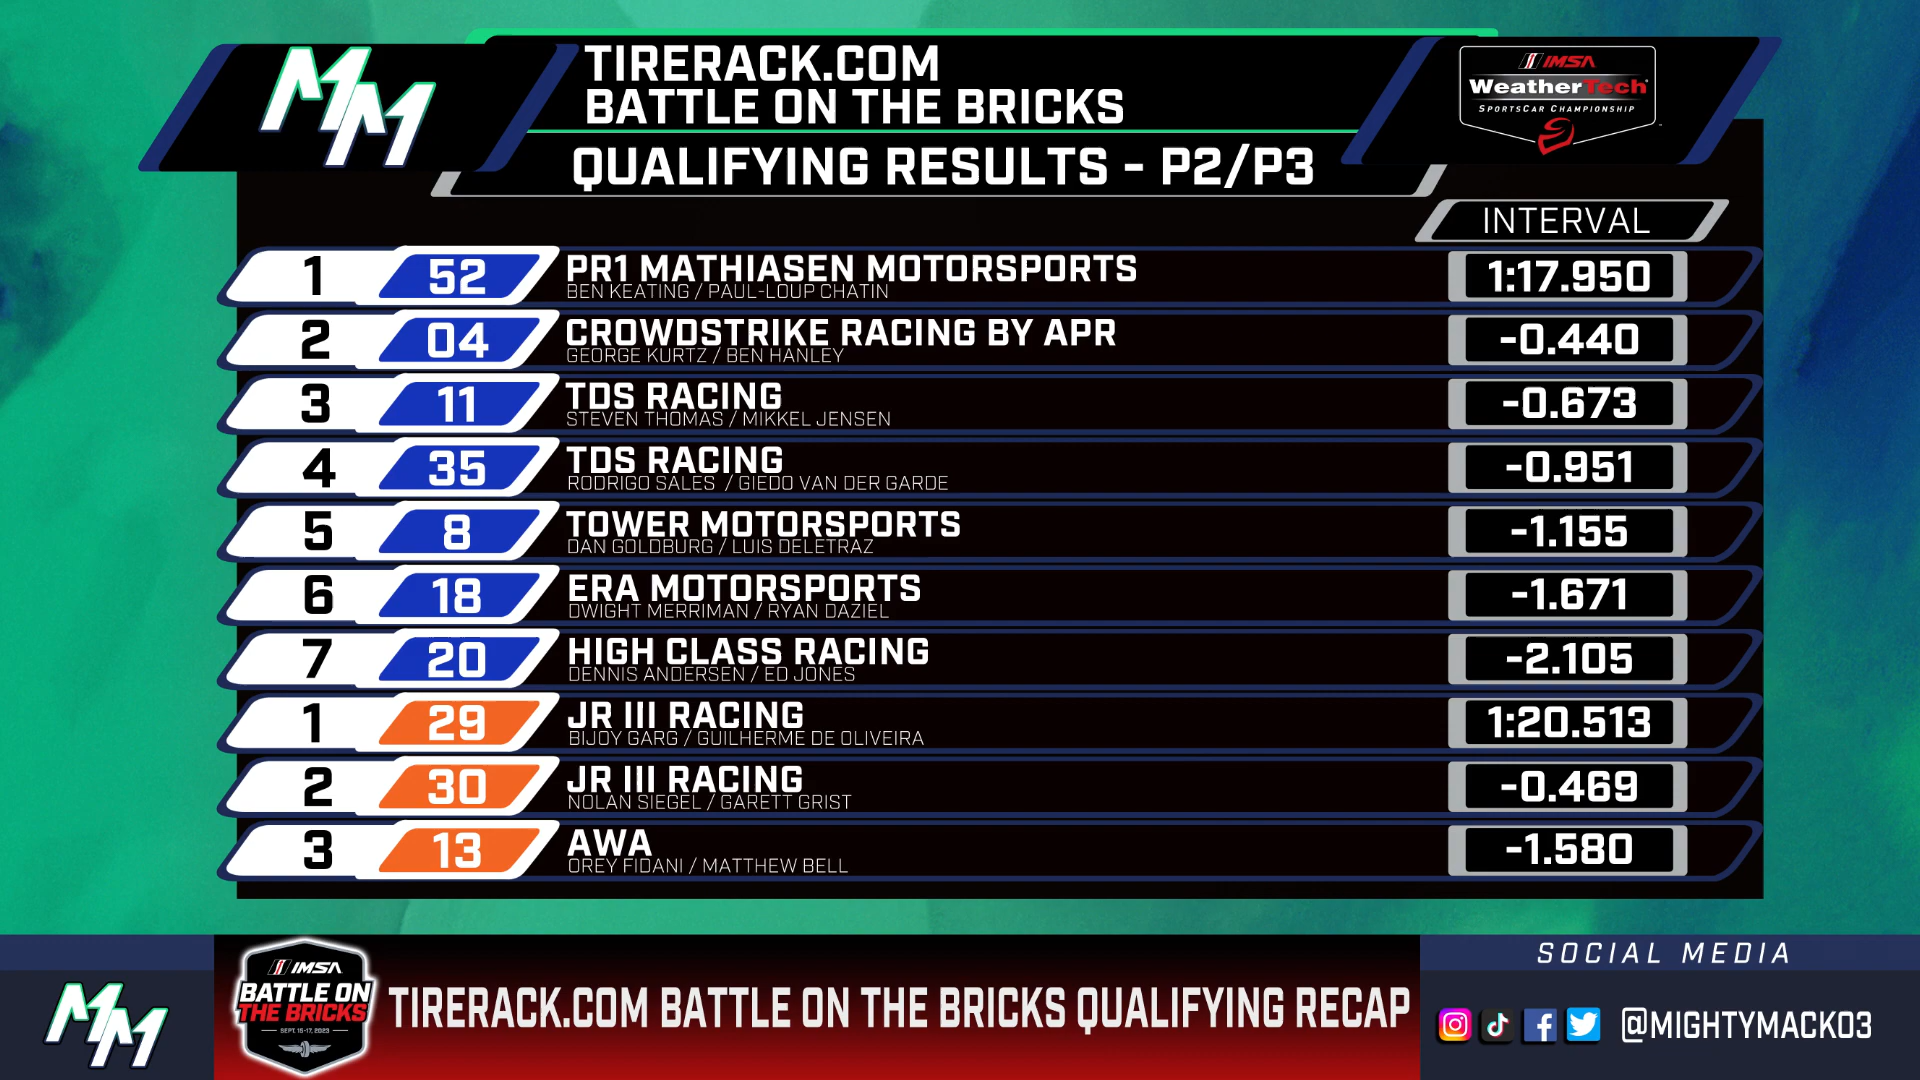 MM
TIRERACK.COM
BATTLE ON THE BRICKS
IMSA
WeatherTech
SPORTSCAR CHAMPIONSHIP
QUALIFYING RESULTS - P2/P3
INTERVAL
1 52 PR1 MATHIASEN MOTORSPORTS 1:17.950
BEN KEATING / PAUL-LOUP CHATIN
2 04 CROWDSTRIKE RACING BY APR -0.440
GEORGE KURTZ / BEN HANLEY
3 11 TDS RACING -0.673
STEVEN THOMAS / MIKKEL JENSEN
4 35 TDS RACING -0.951
RODRIGO SALES / GIEDO VAN DER GARDE
5 8 TOWER MOTORSPORTS -1.155
DAN GOLDBURG / LUIS DELETRAZ
6 18 ERA MOTORSPORTS -1.671
DWIGHT MERRIMAN / RYAN DAZIEL
7 20 HIGH CLASS RACING -2.105
DENNIS ANDERSEN / ED JONES
1 29 JR III RACING 1:20.513
BIJOY GARG / GUILHERME DE OLIVEIRA
2 30 JR III RACING -0.469
NOLAN SIEGEL / GARETT GRIST
3 13 AWA -1.580
OREY FIDANI / MATTHEW BELL
MM
IMSA
BATTLE ON
THE BRICKS
SEPT. 15-17, 2023
TIRERACK.COM BATTLE ON THE BRICKS QUALIFYING RECAP
SOCIAL MEDIA
@MIGHTYMACK03